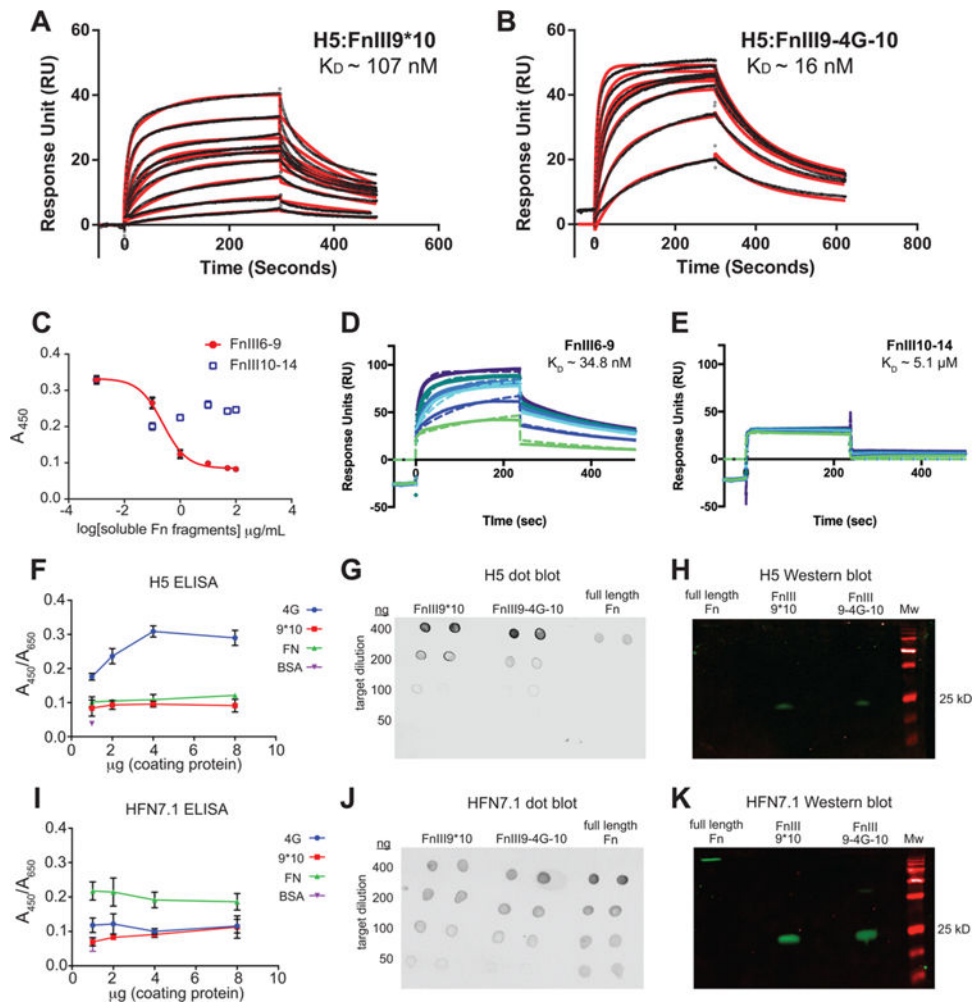 A
H5:FnIII9*10
KD ~ 107 nM
Response Unit (RU)
60
40
20
0
0 200 400 600
Time (Seconds)
B
H5:FnIII9-4G-10
KD ~ 16 nM
Response Unit (RU)
60
40
20
0
0 200 400 600 800
Time (Seconds)
C
FnIII6-9
FnIII10-14
A450
0.4
0.3
0.2
0.1
0.0
-4 -2 0 2 4
log[soluble Fn fragments] μg/mL
D
FnIII6-9
KD ~ 34.8 nM
Response Units (RU)
100
50
0
-50
0 200 400
TIme (sec)
E
FnIII10-14
KD ~ 5.1 μM
Response Units (RU)
100
50
0
-50
0 200 400
Time (sec)
F
H5 ELISA
4G
9*10
FN
BSA
A450/A650
0.4
0.3
0.2
0.1
0.0
0 2 4 6 8 10
μg (coating protein)
G
H5 dot blot
ng
FnIII9*10
FnIII9-4G-10
full length
Fn
target dilution
400
200
100
50
H
H5 Western blot
full length
Fn
FnIII
9*10
FnIII
9-4G-10
Mw
25 kD
I
HFN7.1 ELISA
4G
9*10
FN
BSA
A450/A650
0.4
0.3
0.2
0.1
0.0
0 2 4 6 8 10
μg (coating protein)
J
HFN7.1 dot blot
ng
FnIII9*10
FnIII9-4G-10
full length
Fn
target dilution
400
200
100
50
K
HFN7.1 Western blot
full length
Fn
FnIII
9*10
FnIII
9-4G-10
Mw
25 kD